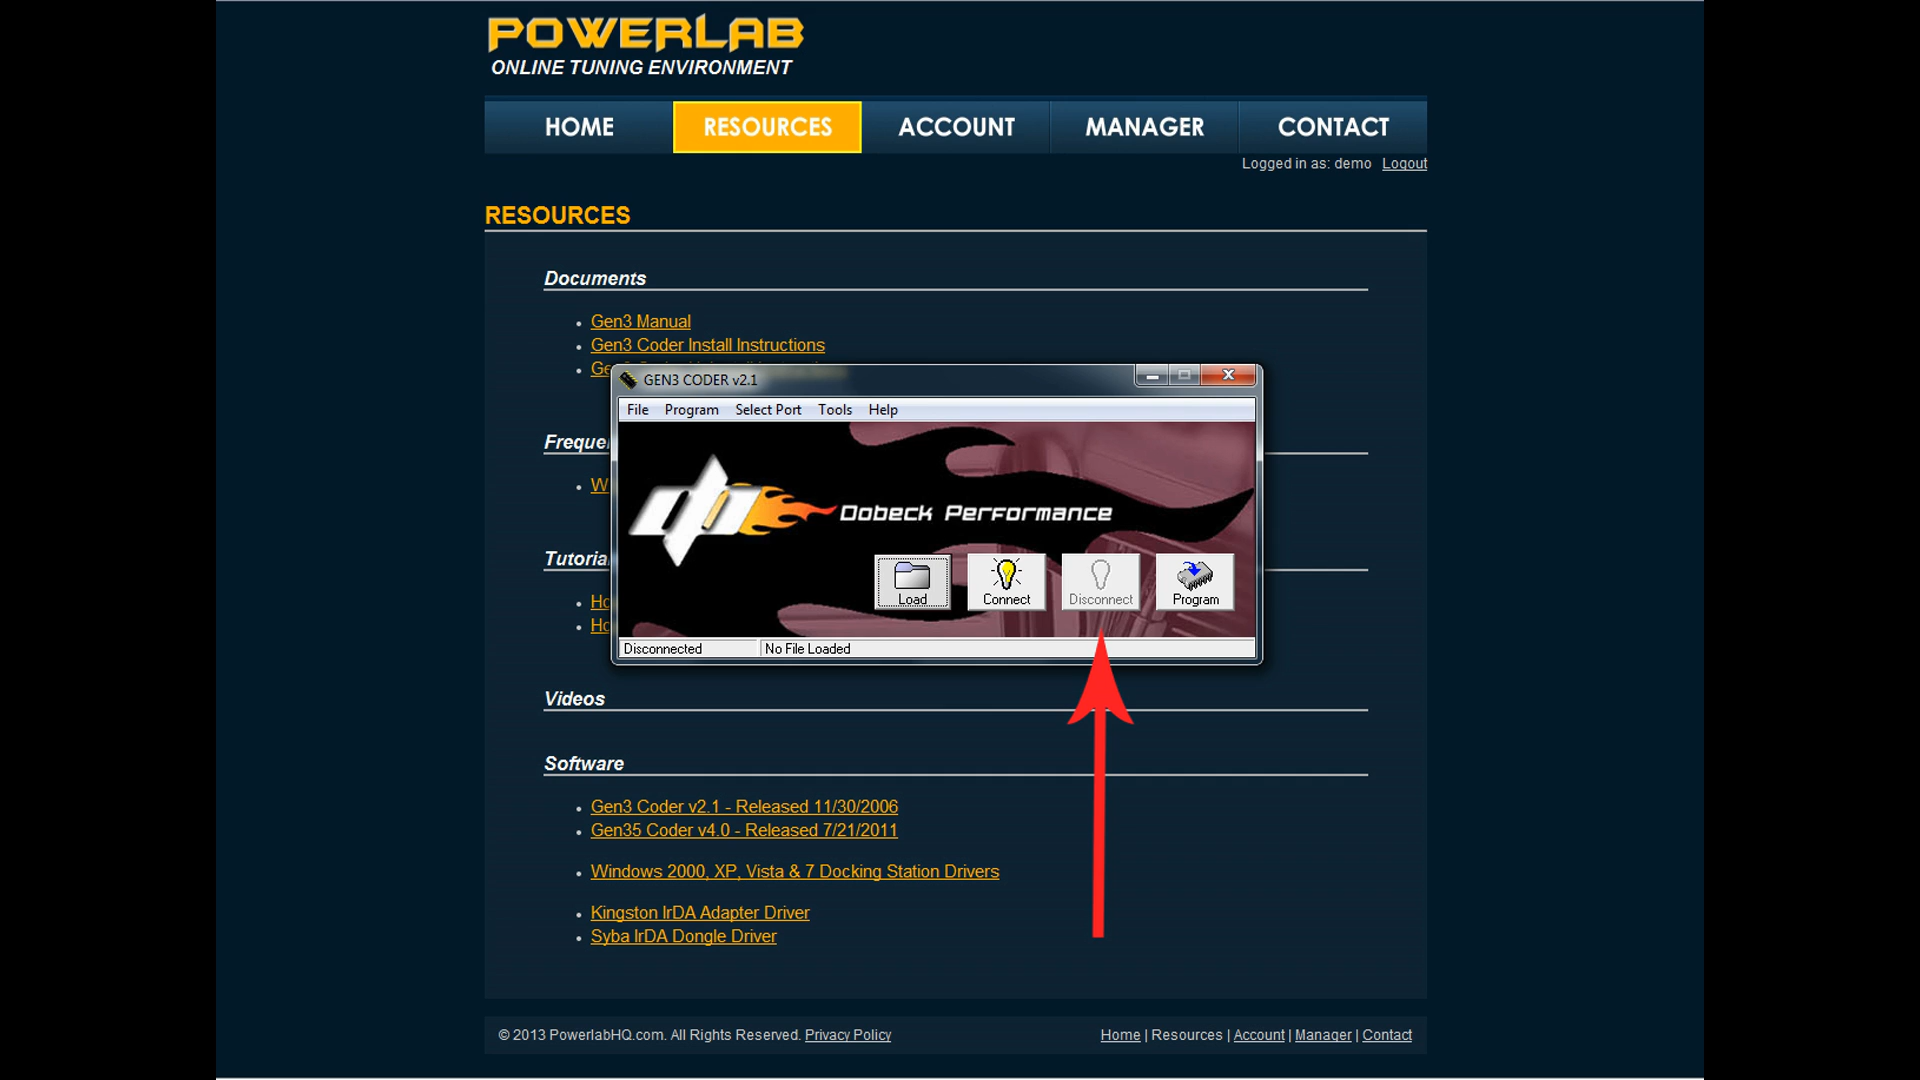 POWERLAB
ONLINE TUNING ENVIRONMENT
HOME RESOURCES ACCOUNT MANAGER CONTACT
Logged in as: demo Logout
RESOURCES
Documents
Gen3 Manual
Gen3 Coder Install Instructions
GEN3 CODER v2.1
File Program Select Port Tools Help
Dobeck Performance
Load Connect Disconnect Program
Disconnected No File Loaded
Videos
Software
Gen3 Coder v2.1 - Released 11/30/2006
Gen35 Coder v4.0 - Released 7/21/2011
Windows 2000, XP, Vista & 7 Docking Station Drivers
Kingston IrDA Adapter Driver
Syba IrDA Dongle Driver
© 2013 PowerlabHQ.com. All Rights Reserved. Privacy Policy
Home | Resources | Account | Manager | Contact